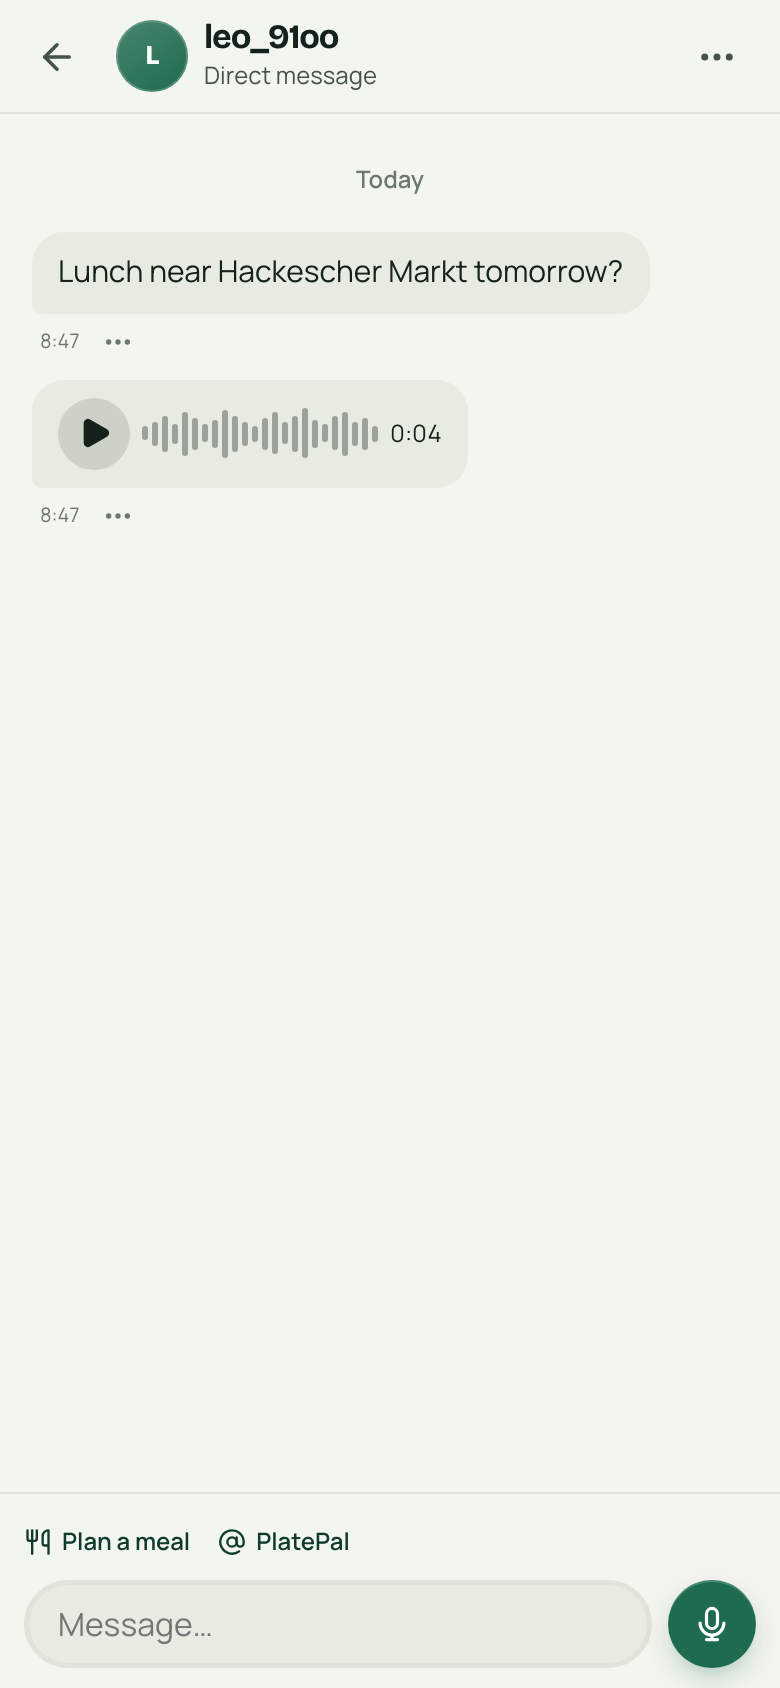 L
leo_91oo
Direct message
Today
Lunch near Hackescher Markt tomorrow?
8:47
0:04
8:47
Plan a meal
PlatePal
Message…